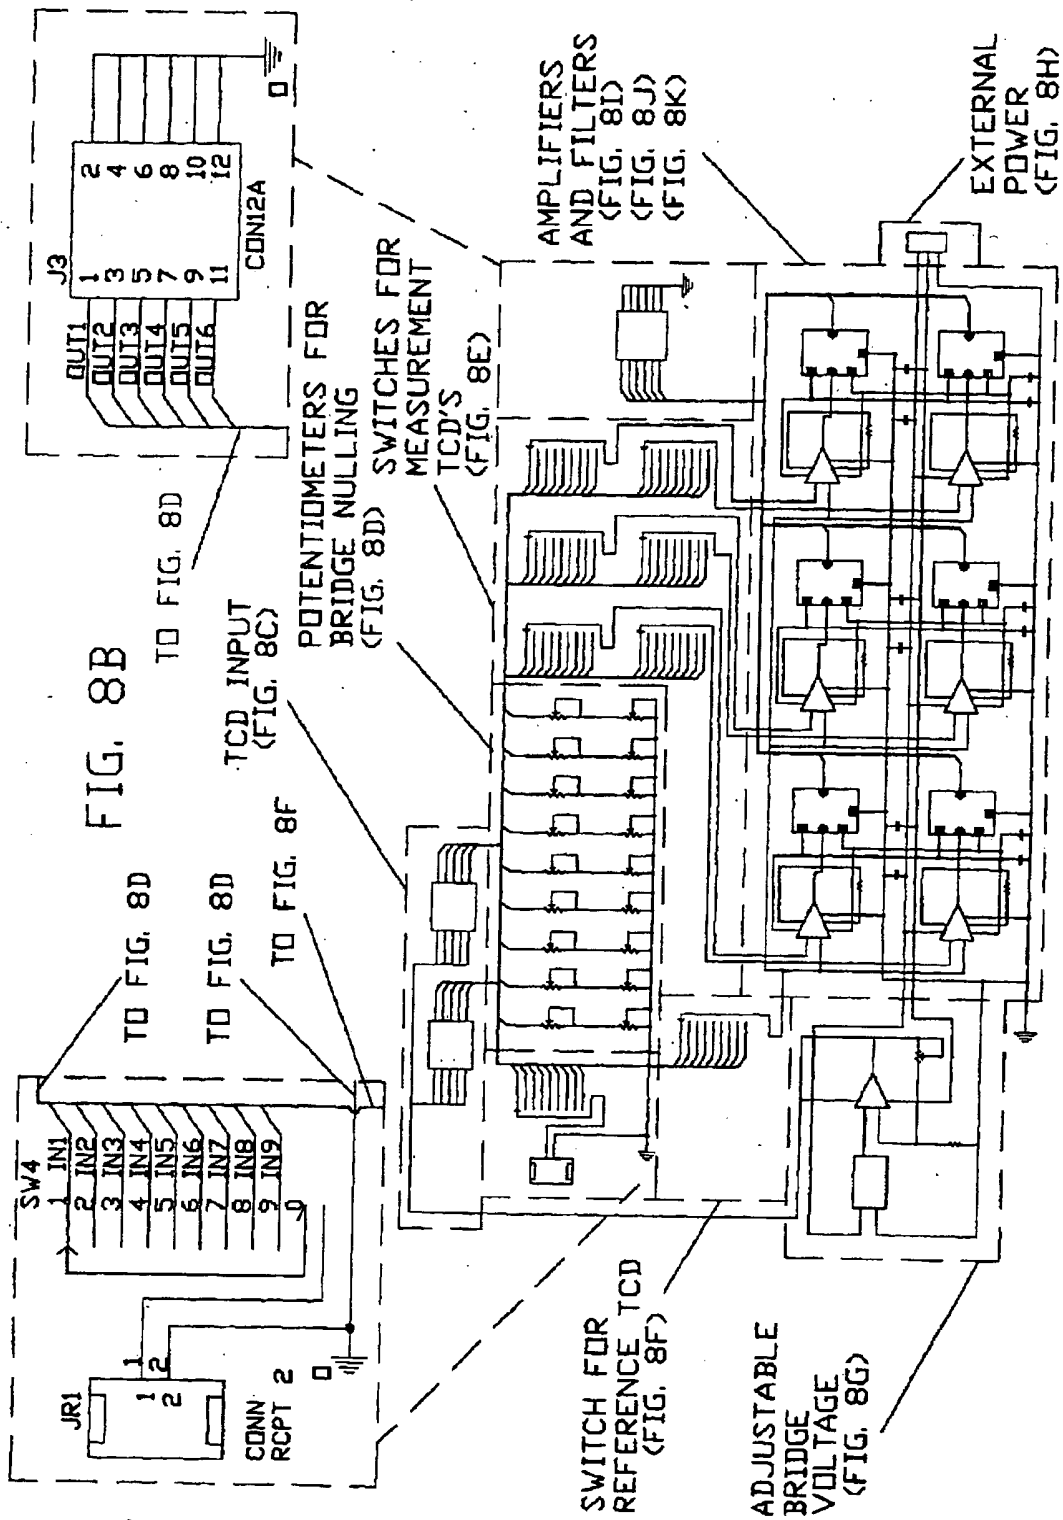 FIG. 8B
SW4
1 IN1
2 IN2
3 IN3
4 IN4
5 IN5
6 IN6
7 IN7
8 IN8
9 IN9
0
TO FIG. 8D
TO FIG. 8D
TO FIG. 8F
JR1
1
2
1
2
CONN
RCPT 2
0
TO FIG. 8D
J3
OUT1 1 2
OUT2 3 4
OUT3 5 6
OUT4 7 8
OUT5 9 10
OUT6 11 12
CON12A
0
TCD INPUT
(FIG. 8C)
POTENTIOMETERS FOR
BRIDGE NULLING
(FIG. 8D)
SWITCHES FOR
MEASUREMENT
TCD'S
(FIG. 8E)
AMPLIFIERS
AND FILTERS
(FIG. 8I)
(FIG. 8J)
(FIG. 8K)
EXTERNAL
POWER
(FIG. 8H)
SWITCH FOR
REFERENCE TCD
(FIG. 8F)
ADJUSTABLE
BRIDGE
VOLTAGE
(FIG. 8G)